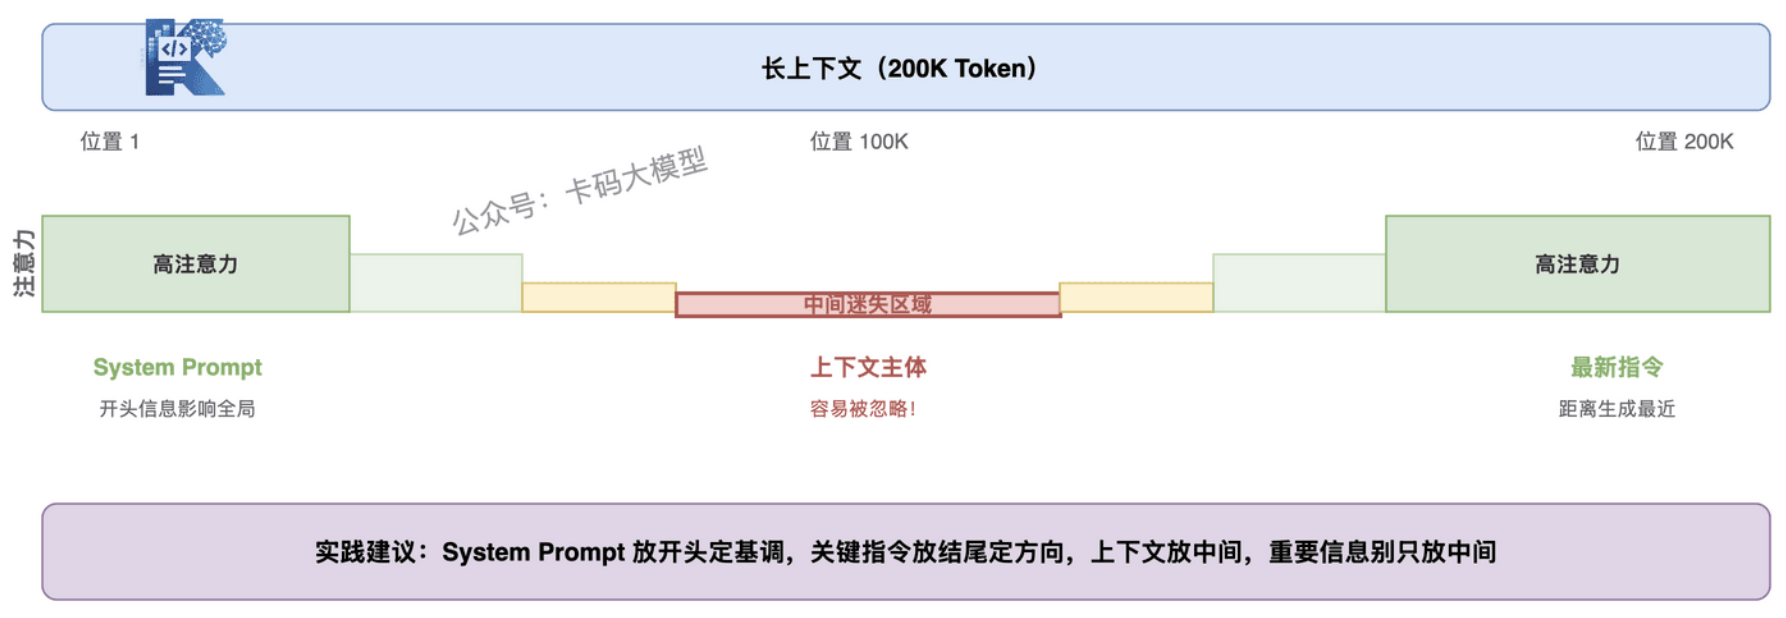 </>
长上下文（200K Token）
位置 1
位置 100K
位置 200K
公众号：卡码大模型
注意力
高注意力
中间迷失区域
高注意力
System Prompt
上下文主体
最新指令
开头信息影响全局
容易被忽略！
距离生成最近
实践建议：System Prompt 放开头定基调，关键指令放结尾定方向，上下文放中间，重要信息别只放中间